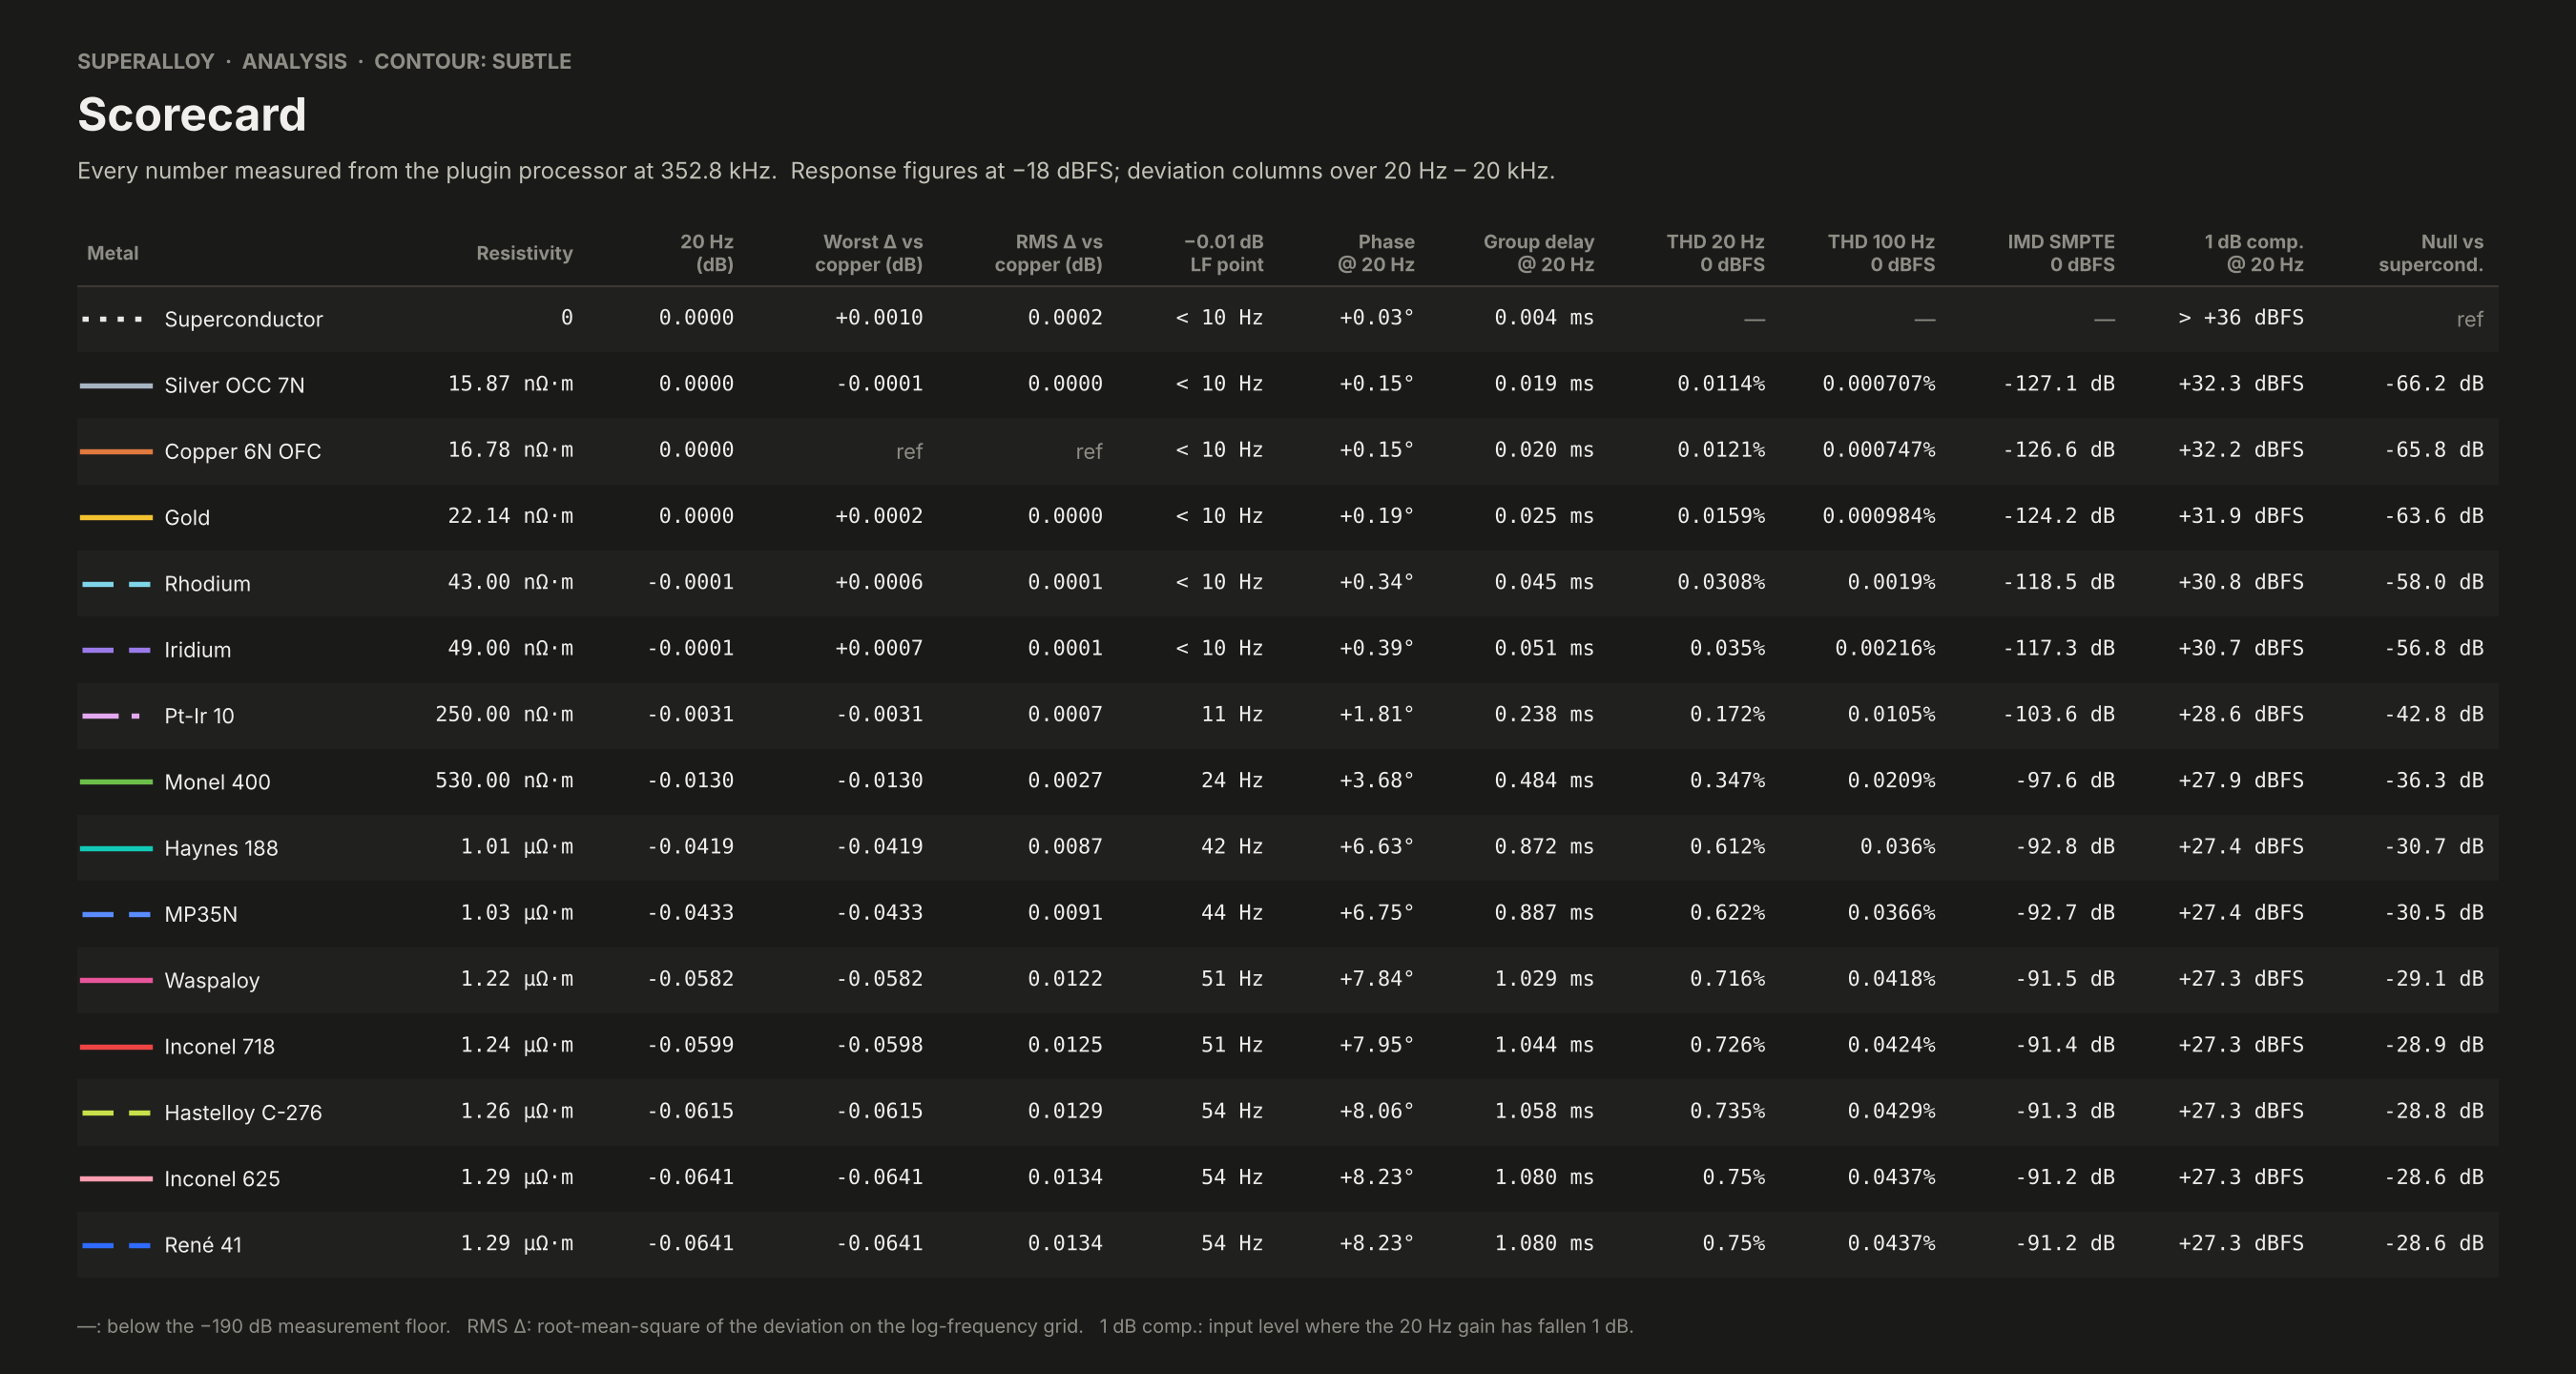 SUPERALLOY · ANALYSIS · CONTOUR: SUBTLE
Scorecard
Every number measured from the plugin processor at 352.8 kHz. Response figures at −18 dBFS; deviation columns over 20 Hz – 20 kHz.
Metal Resistivity 20 Hz (dB) Worst Δ vs copper (dB) RMS Δ vs copper (dB) −0.01 dB LF point Phase @ 20 Hz Group delay @ 20 Hz THD 20 Hz 0 dBFS THD 100 Hz 0 dBFS IMD SMPTE 0 dBFS 1 dB comp. @ 20 Hz Null vs supercond.
Superconductor 0 0.0000 +0.0010 0.0002 < 10 Hz +0.03° 0.004 ms — — — > +36 dBFS ref
Silver OCC 7N 15.87 nΩ·m 0.0000 -0.0001 0.0000 < 10 Hz +0.15° 0.019 ms 0.0114% 0.000707% -127.1 dB +32.3 dBFS -66.2 dB
Copper 6N OFC 16.78 nΩ·m 0.0000 ref ref < 10 Hz +0.15° 0.020 ms 0.0121% 0.000747% -126.6 dB +32.2 dBFS -65.8 dB
Gold 22.14 nΩ·m 0.0000 +0.0002 0.0000 < 10 Hz +0.19° 0.025 ms 0.0159% 0.000984% -124.2 dB +31.9 dBFS -63.6 dB
Rhodium 43.00 nΩ·m -0.0001 +0.0006 0.0001 < 10 Hz +0.34° 0.045 ms 0.0308% 0.0019% -118.5 dB +30.8 dBFS -58.0 dB
Iridium 49.00 nΩ·m -0.0001 +0.0007 0.0001 < 10 Hz +0.39° 0.051 ms 0.035% 0.00216% -117.3 dB +30.7 dBFS -56.8 dB
Pt-Ir 10 250.00 nΩ·m -0.0031 -0.0031 0.0007 11 Hz +1.81° 0.238 ms 0.172% 0.0105% -103.6 dB +28.6 dBFS -42.8 dB
Monel 400 530.00 nΩ·m -0.0130 -0.0130 0.0027 24 Hz +3.68° 0.484 ms 0.347% 0.0209% -97.6 dB +27.9 dBFS -36.3 dB
Haynes 188 1.01 μΩ·m -0.0419 -0.0419 0.0087 42 Hz +6.63° 0.872 ms 0.612% 0.036% -92.8 dB +27.4 dBFS -30.7 dB
MP35N 1.03 μΩ·m -0.0433 -0.0433 0.0091 44 Hz +6.75° 0.887 ms 0.622% 0.0366% -92.7 dB +27.4 dBFS -30.5 dB
Waspaloy 1.22 μΩ·m -0.0582 -0.0582 0.0122 51 Hz +7.84° 1.029 ms 0.716% 0.0418% -91.5 dB +27.3 dBFS -29.1 dB
Inconel 718 1.24 μΩ·m -0.0599 -0.0598 0.0125 51 Hz +7.95° 1.044 ms 0.726% 0.0424% -91.4 dB +27.3 dBFS -28.9 dB
Hastelloy C-276 1.26 μΩ·m -0.0615 -0.0615 0.0129 54 Hz +8.06° 1.058 ms 0.735% 0.0429% -91.3 dB +27.3 dBFS -28.8 dB
Inconel 625 1.29 μΩ·m -0.0641 -0.0641 0.0134 54 Hz +8.23° 1.080 ms 0.75% 0.0437% -91.2 dB +27.3 dBFS -28.6 dB
René 41 1.29 μΩ·m -0.0641 -0.0641 0.0134 54 Hz +8.23° 1.080 ms 0.75% 0.0437% -91.2 dB +27.3 dBFS -28.6 dB
—: below the −190 dB measurement floor. RMS Δ: root-mean-square of the deviation on the log-frequency grid. 1 dB comp.: input level where the 20 Hz gain has fallen 1 dB.